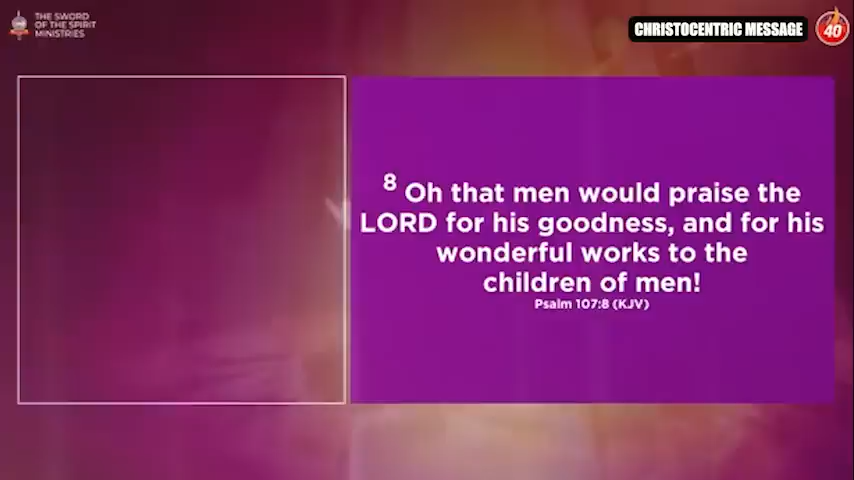 THE SWORD
OF THE SPIRIT
MINISTRIES
CHRISTOCENTRIC MESSAGE
40
8 Oh that men would praise the
LORD for his goodness, and for his
wonderful works to the
children of men!
Psalm 107:8 (KJV)